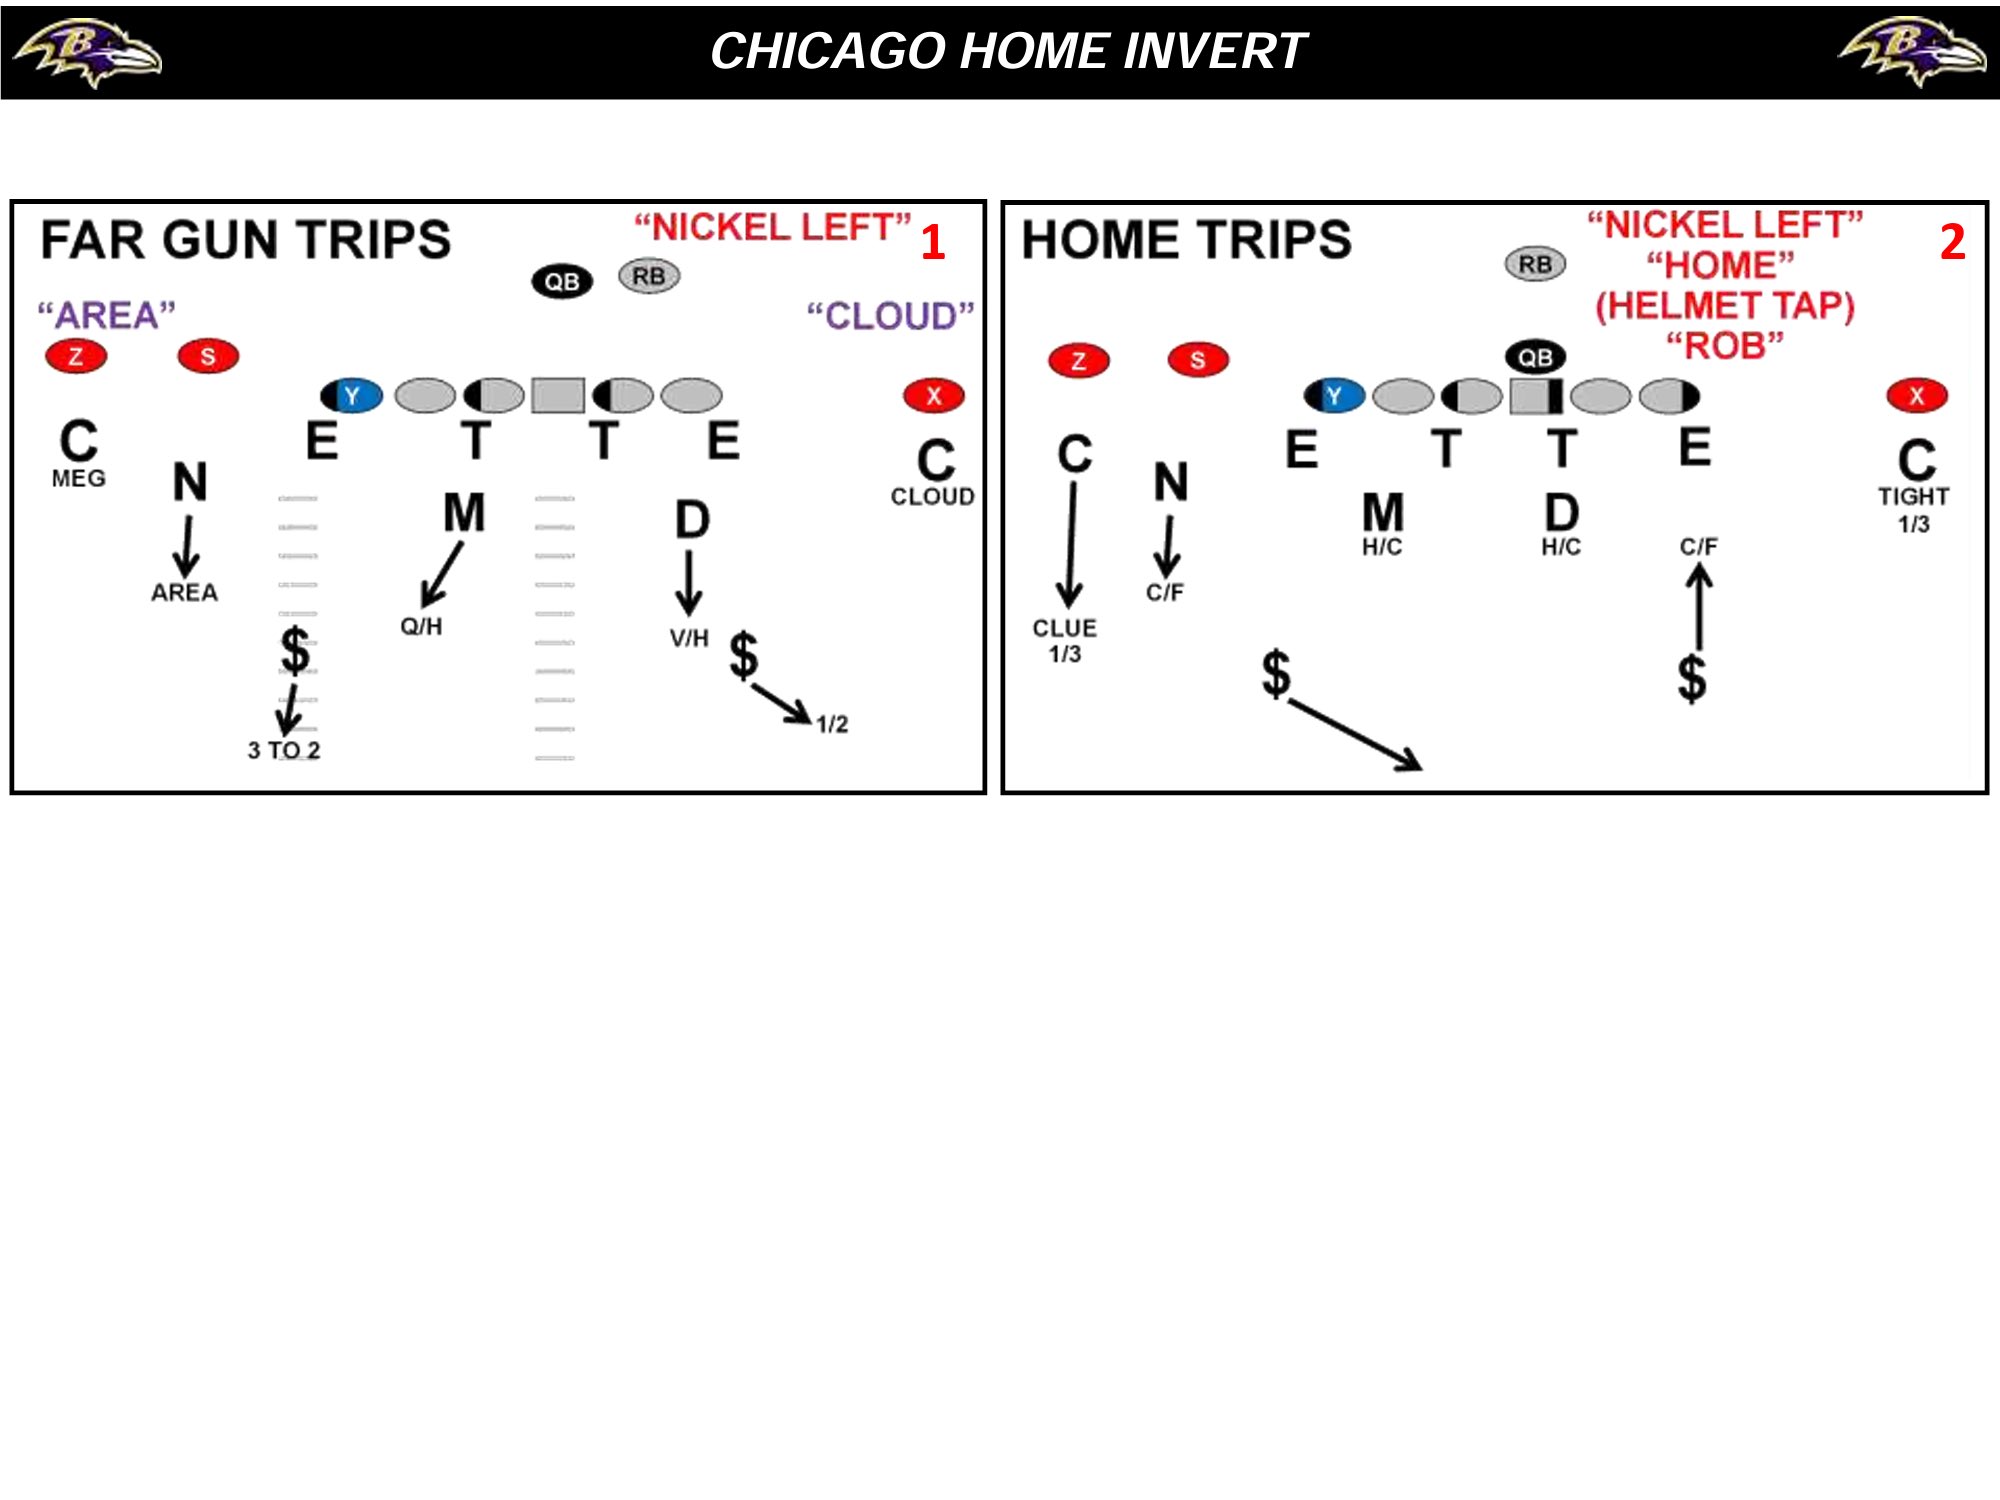 CHICAGO HOME INVERT
FAR GUN TRIPS
“NICKEL LEFT” 1
QB RB
“AREA” “CLOUD”
Z S
Y X
C E T T E C
MEG CLOUD
N M D
AREA Q/H V/H
$ $
3 TO 2 1/2
HOME TRIPS
“NICKEL LEFT” 2
“HOME”
RB
(HELMET TAP)
“ROB”
Z S QB
Y X
C E T T E C
N TIGHT
1/3
M D
H/C H/C C/F
C/F
CLUE
1/3
$ $